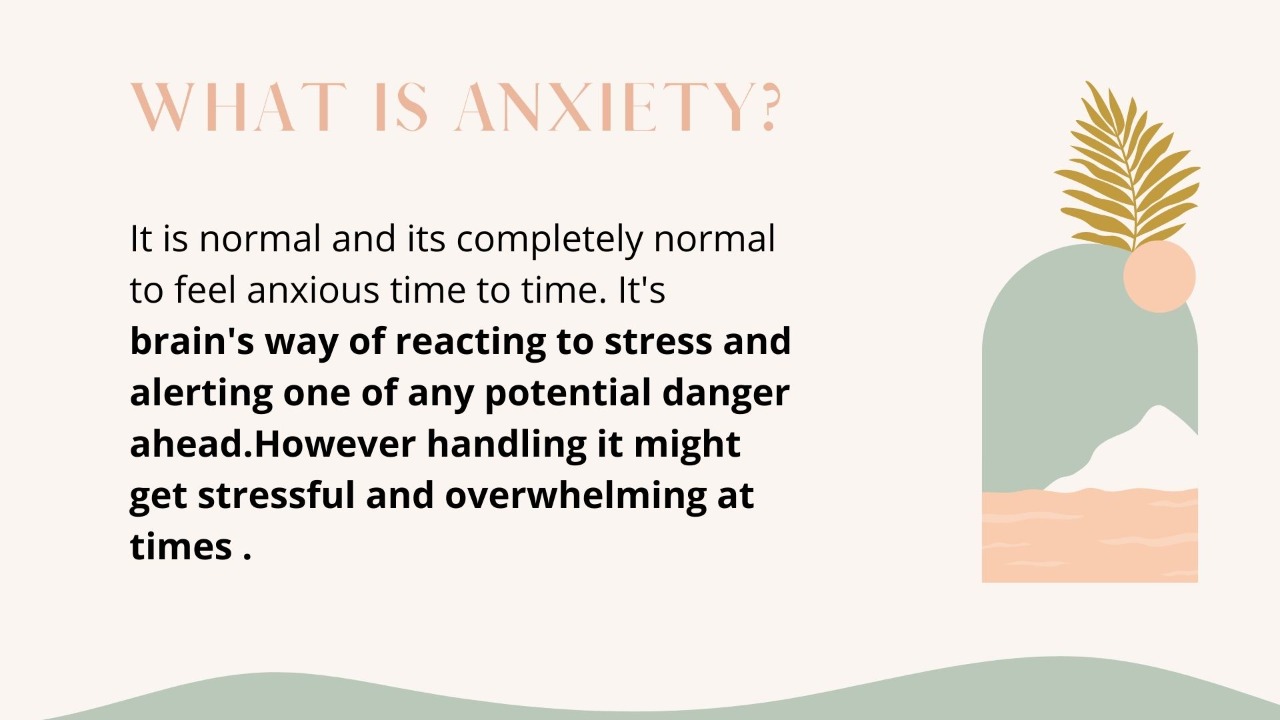 WHAT IS ANXIETY?
It is normal and its completely normal
to feel anxious time to time. It's
brain's way of reacting to stress and
alerting one of any potential danger
ahead.However handling it might
get stressful and overwhelming at
times .